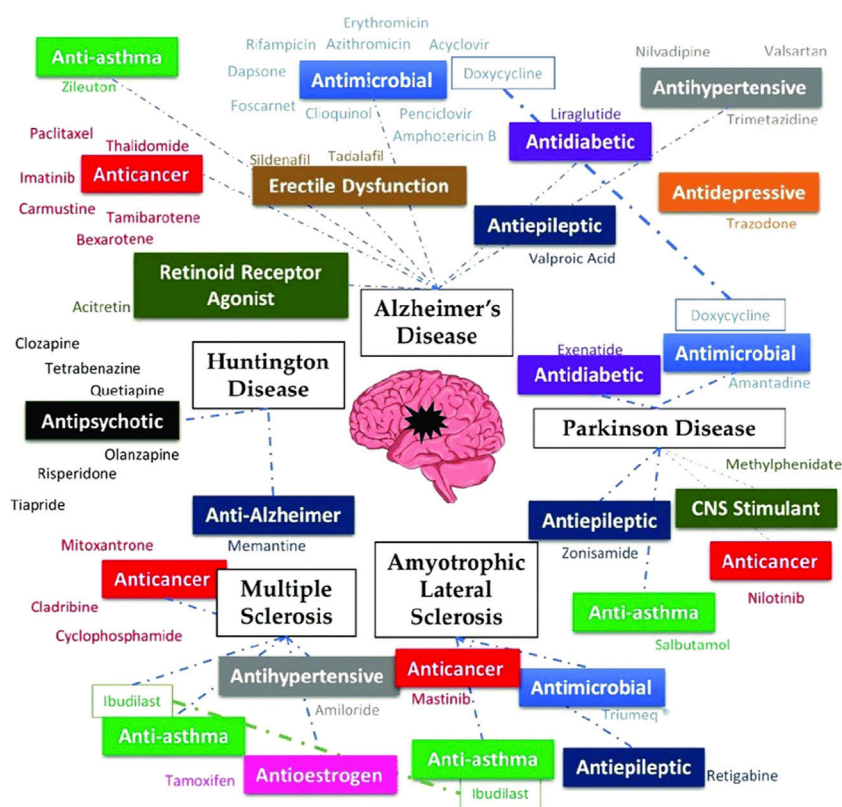 Erythromicin
Rifampicin
Azithromicin
Acyclovir
Nilvadipine
Valsartan
Anti-asthma
Zileuton
Dapsone
Antimicrobial
Doxycycline
Antihypertensive
Foscarnet
Clioquinol
Penciclovir
Amphotericin B
Liraglutide
Trimetazidine
Paclitaxel
Thalidomide
Antidiabetic
Sildenafil
Tadalafil
Imatinib
Anticancer
Erectile Dysfunction
Antidepressive
Carmustine
Tamibarotene
Bexarotene
Antiepileptic
Trazodone
Valproic Acid
Retinoid Receptor
Agonist
Acitretin
Alzheimer's
Disease
Doxycycline
Clozapine
Tetrabenazine
Quetiapine
Huntington
Disease
Exenatide
Antidiabetic
Antimicrobial
Amantadine
Antipsychotic
Olanzapine
Risperidone
Tiapride
Parkinson Disease
Methylphenidate
Anti-Alzheimer
Memantine
Antiepileptic
Zonisamide
CNS Stimulant
Mitoxantrone
Anticancer
Cladribine
Cyclophosphamide
Multiple
Sclerosis
Amyotrophic
Lateral
Sclerosis
Anticancer
Nilotinib
Anti-asthma
Salbutamol
Antihypertensive
Amiloride
Anticancer
Mastinib
Antimicrobial
Triumeq ®
Ibudilast
Anti-asthma
Tamoxifen
Antioestrogen
Anti-asthma
Ibudilast
Antiepileptic
Retigabine